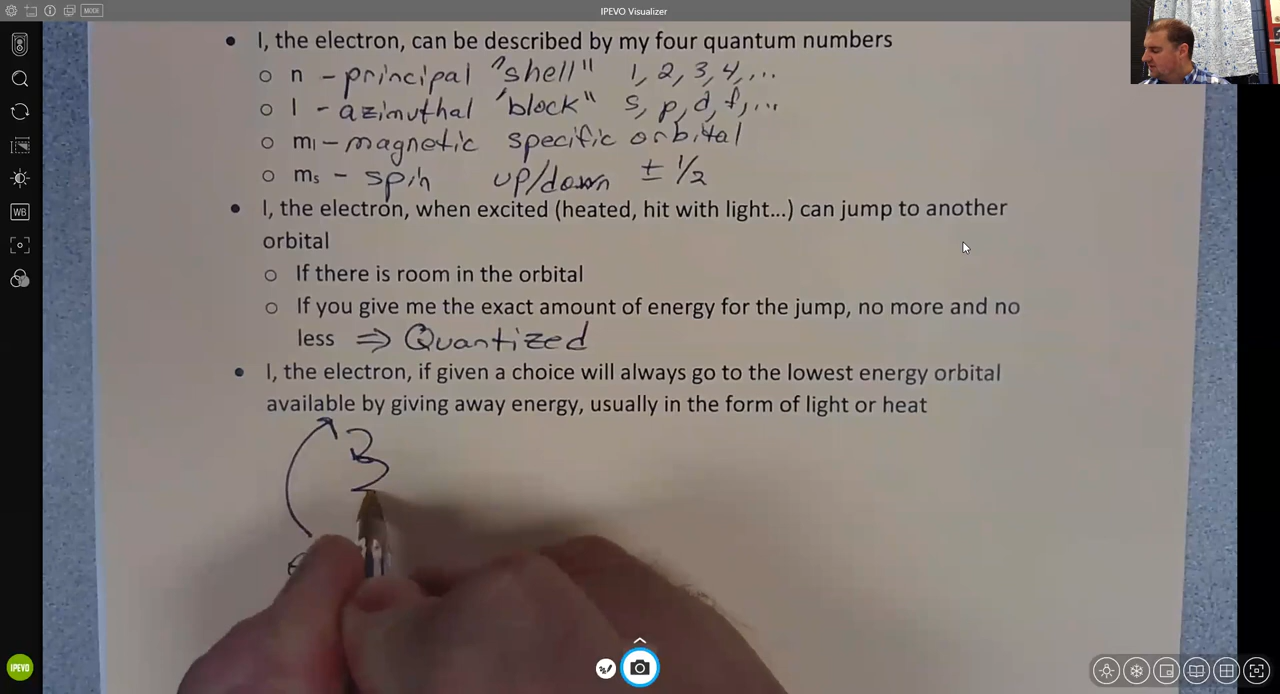 IPEVO Visualizer
MODE
• I, the electron, can be described by my four quantum numbers
○ n - principal "shell" 1, 2, 3, 4, ...
○ l - azimuthal "block" s, p, d, f, ...
○ ml - magnetic specific orbital
○ ms - spin up/down ± 1/2
• I, the electron, when excited (heated, hit with light...) can jump to another
orbital
○ If there is room in the orbital
○ If you give me the exact amount of energy for the jump, no more and no
less ⇒ Quantized
• I, the electron, if given a choice will always go to the lowest energy orbital
available by giving away energy, usually in the form of light or heat
WB
IPEVO